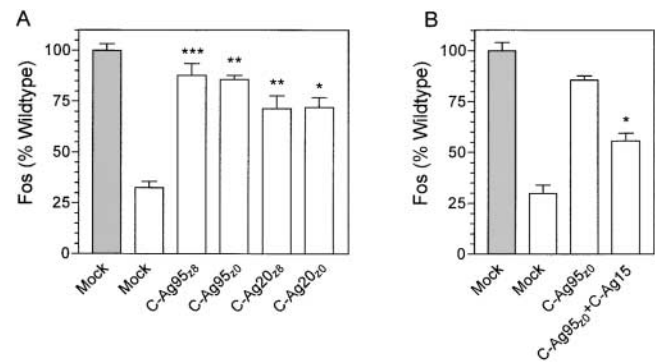 A
Fos (% Wildtype)
100
75
50
25
0
***
**
**
*
Mock
Mock
C-Ag95z8
C-Ag95z0
C-Ag20z8
C-Ag20z0
B
Fos (% Wildtype)
100
75
50
25
0
*
Mock
Mock
C-Ag95z0
C-Ag95z0+C-Ag15